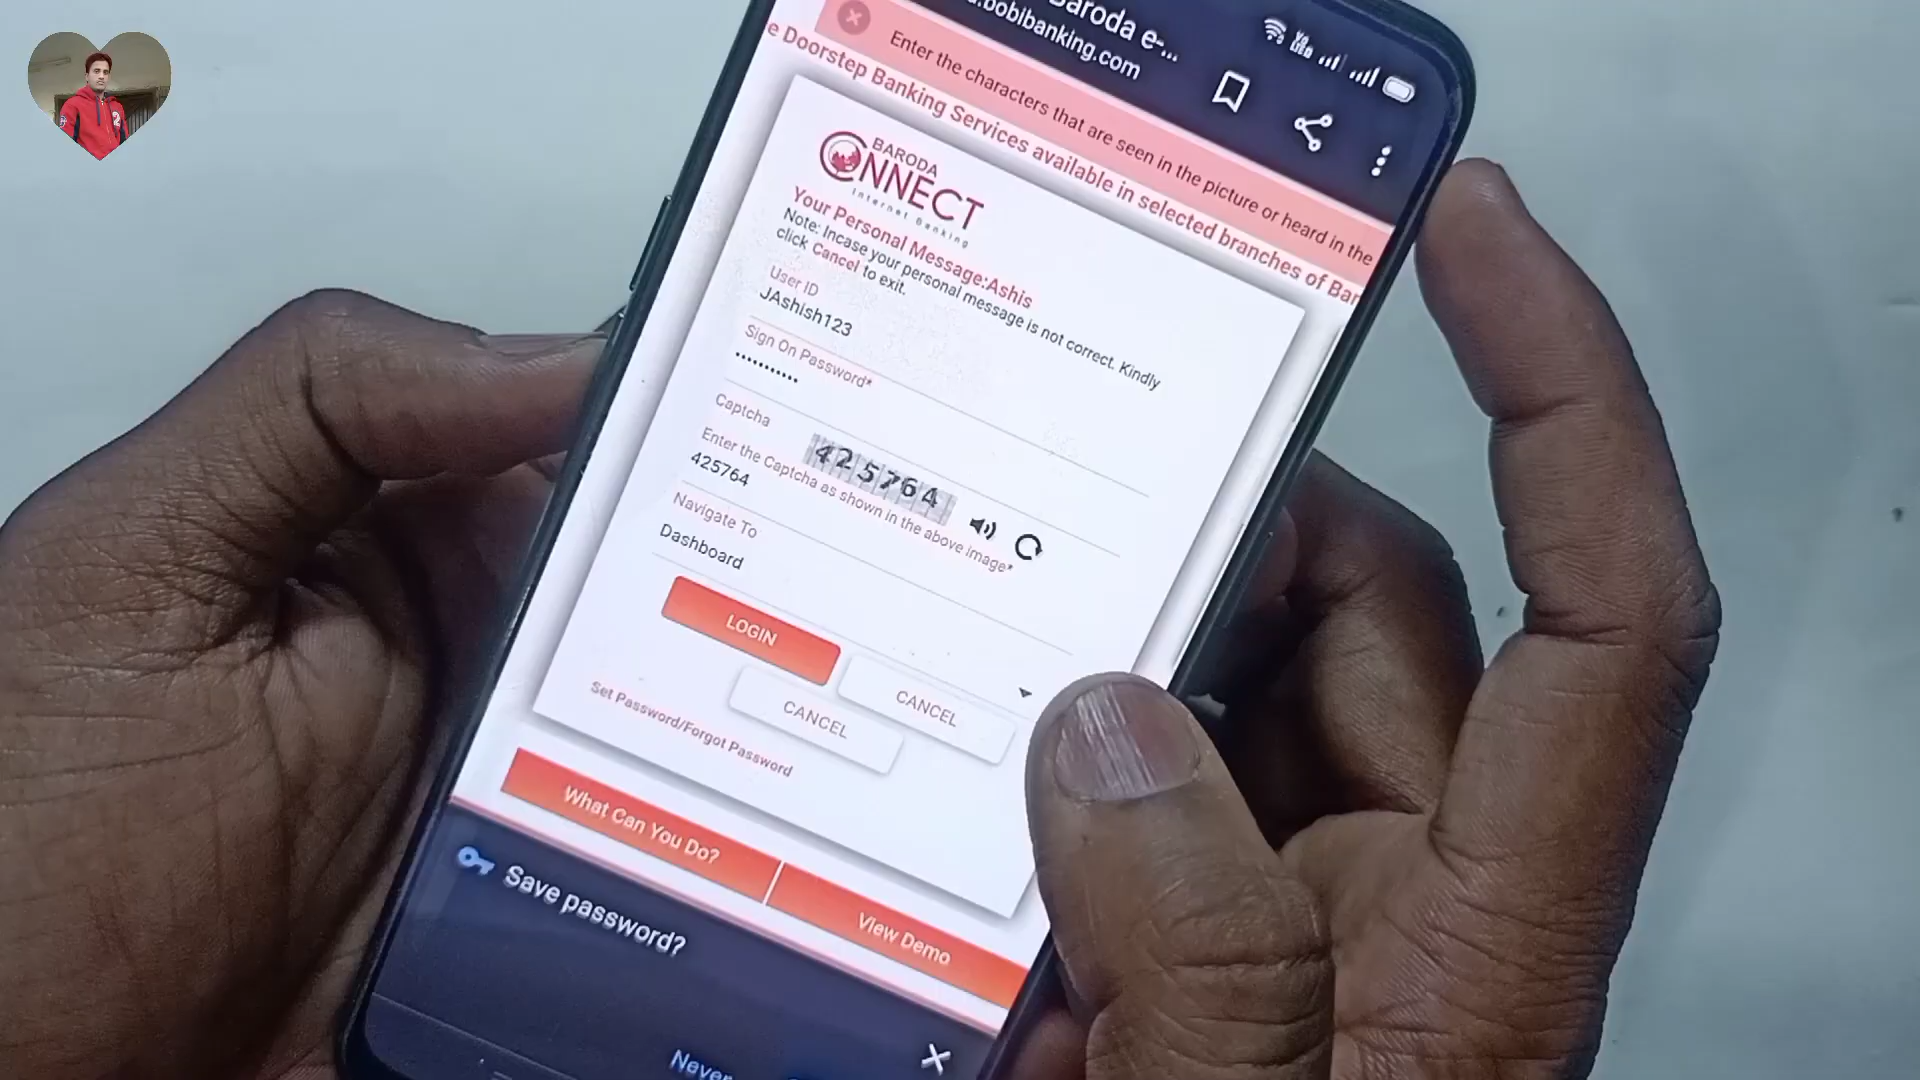 Baroda e-...
.bobibanking.com
Enter the characters that are seen in the picture or heard in the
e Doorstep Banking Services available in selected branches of Bar
BARODA
CONNECT
Internet Banking
Your Personal Message:Ashis
Note: Incase your personal message is not correct. Kindly
click Cancel to exit.
User ID
JAshish123
Sign On Password*
•••••••••••
Captcha
425764
Enter the Captcha as shown in the above image*
425764
Navigate To
Dashboard
LOGIN
CANCEL
CANCEL
Set Password/Forgot Password
What Can You Do?
View Demo
Save password?
Never